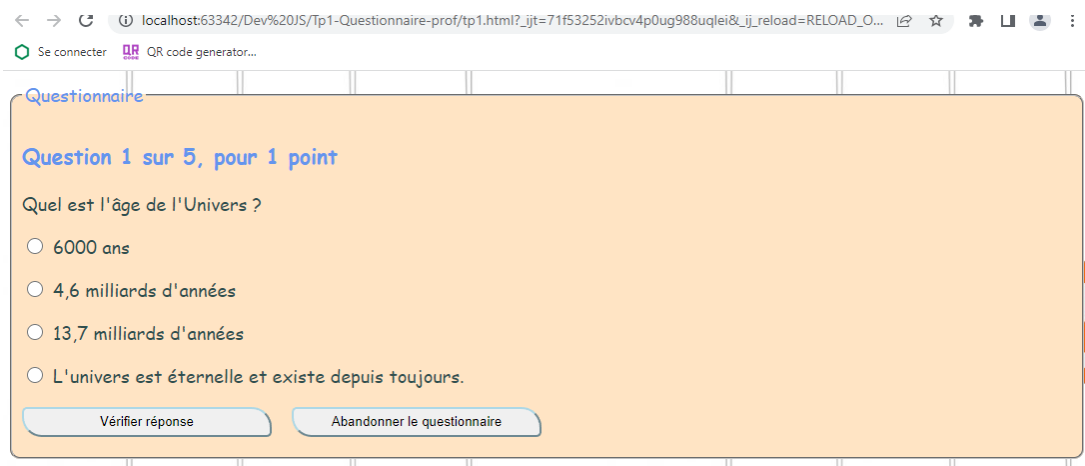 localhost:63342/Dev%20JS/Tp1-Questionnaire-prof/tp1.html?_ijt=71f53252ivbcv4p0ug988uqlei&_ij_reload=RELOAD_O...
Se connecter QR CODE QR code generator...
Questionnaire
Question 1 sur 5, pour 1 point
Quel est l'âge de l'Univers ?
6000 ans
4,6 milliards d'années
13,7 milliards d'années
L'univers est éternelle et existe depuis toujours.
Vérifier réponse Abandonner le questionnaire